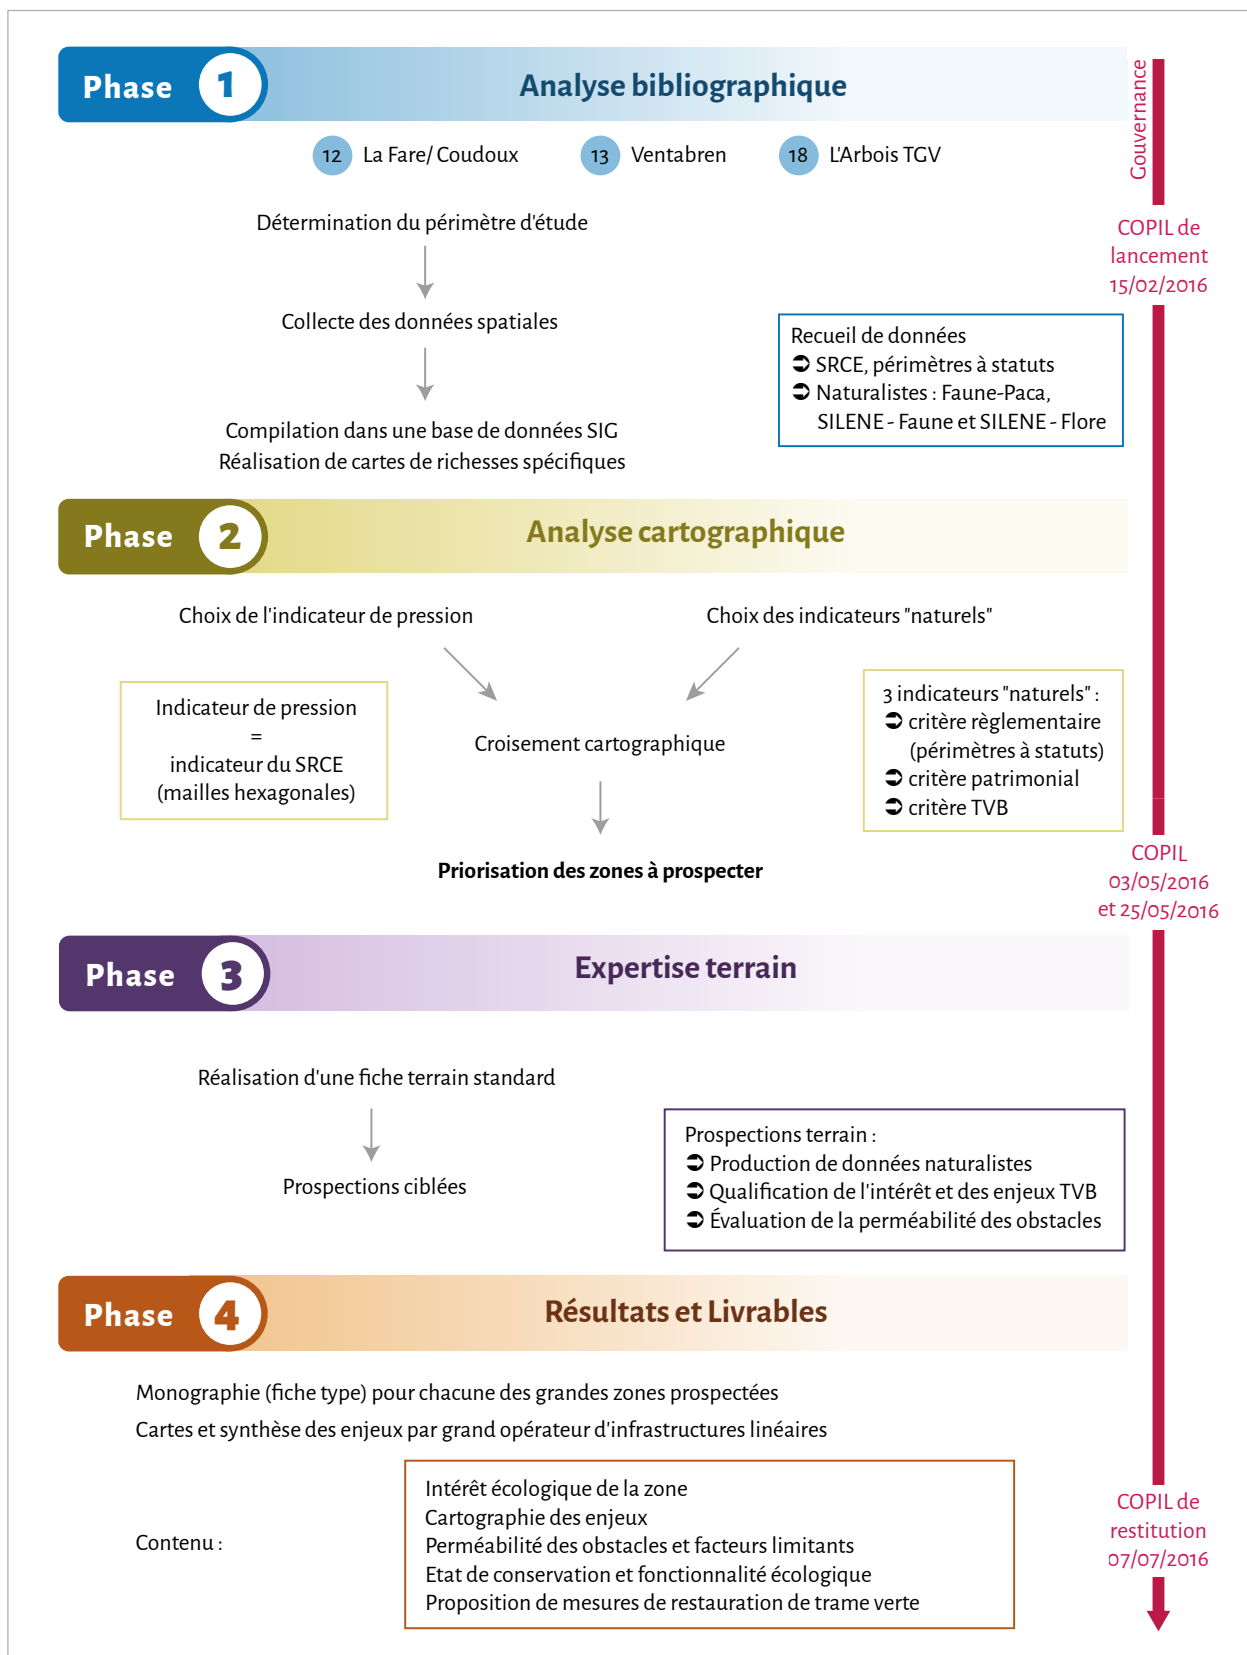 Phase 1
Analyse bibliographique
Gouvernance
12 La Fare/ Coudoux
13 Ventabren
18 L'Arbois TGV
Détermination du périmètre d'étude
COPIL de
lancement
15/02/2016
Collecte des données spatiales
Recueil de données
➲ SRCE, périmètres à statuts
➲ Naturalistes : Faune-Paca,
SILENE - Faune et SILENE - Flore
Compilation dans une base de données SIG
Réalisation de cartes de richesses spécifiques
Phase 2
Analyse cartographique
Choix de l'indicateur de pression
Choix des indicateurs "naturels"
Indicateur de pression
=
indicateur du SRCE
(mailles hexagonales)
Croisement cartographique
3 indicateurs "naturels" :
➲ critère règlementaire
(périmètres à statuts)
➲ critère patrimonial
➲ critère TVB
Priorisation des zones à prospecter
COPIL
03/05/2016
et 25/05/2016
Phase 3
Expertise terrain
Réalisation d'une fiche terrain standard
Prospections ciblées
Prospections terrain :
➲ Production de données naturalistes
➲ Qualification de l'intérêt et des enjeux TVB
➲ Évaluation de la perméabilité des obstacles
Phase 4
Résultats et Livrables
Monographie (fiche type) pour chacune des grandes zones prospectées
Cartes et synthèse des enjeux par grand opérateur d'infrastructures linéaires
Contenu :
Intérêt écologique de la zone
Cartographie des enjeux
Perméabilité des obstacles et facteurs limitants
Etat de conservation et fonctionnalité écologique
Proposition de mesures de restauration de trame verte
COPIL de
restitution
07/07/2016